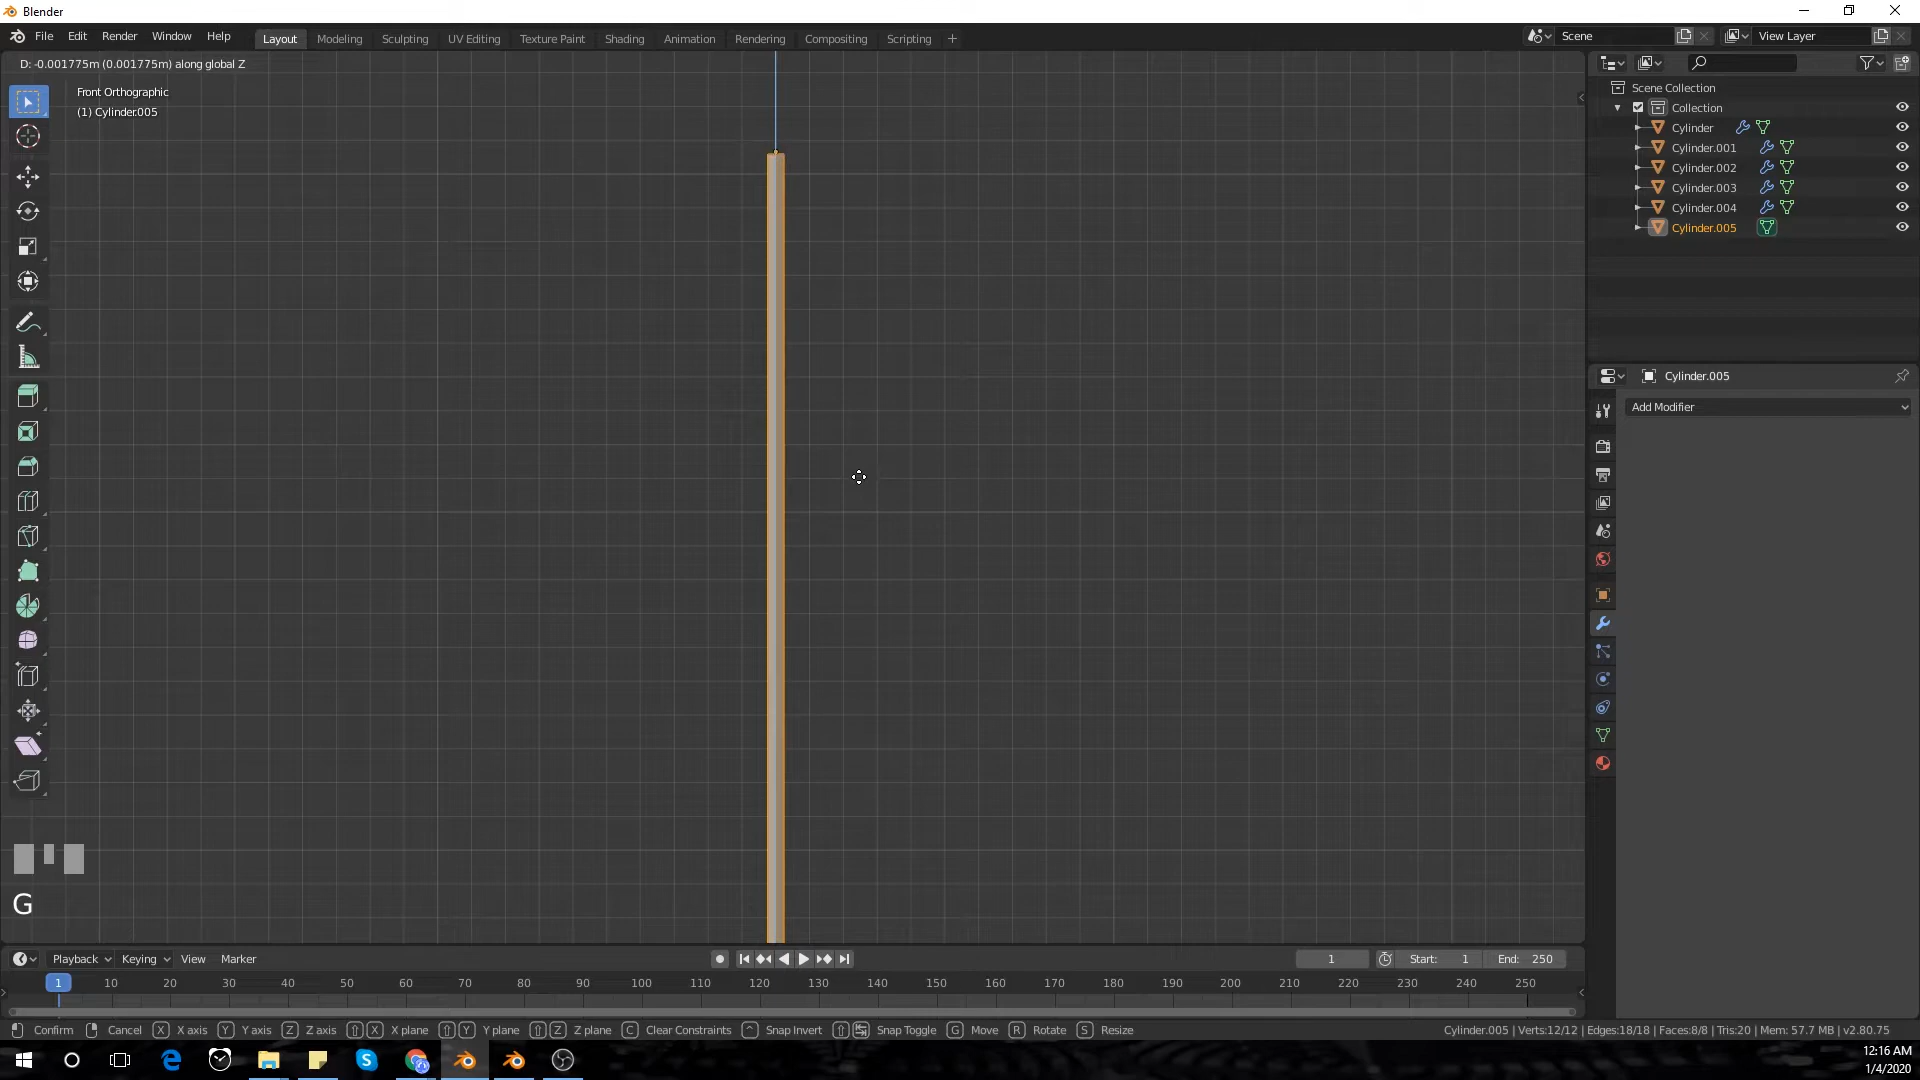 Blender
File Edit Render Window Help Layout Modeling Sculpting UV Editing Texture Paint Shading Animation Rendering Compositing Scripting + Scene View Layer
D: -0.001775m (0.001775m) along global Z
Front Orthographic
(1) Cylinder.005
Scene Collection
Collection
Cylinder
Cylinder.001
Cylinder.002
Cylinder.003
Cylinder.004
Cylinder.005
Cylinder.005
Add Modifier
G
Playback Keying View Marker 1 Start: 1 End: 250
1 10 20 30 40 50 60 70 80 90 100 110 120 130 140 150 160 170 180 190 200 210 220 230 240 250
Confirm Cancel X X axis Y Y axis Z Z axis X X plane Y Y plane Z Z plane C Clear Constraints ^ Snap Invert Snap Toggle G Move R Rotate S Resize Cylinder.005 | Verts:12/12 | Edges:18/18 | Faces:8/8 | Tris:20 | Mem: 57.7 MB | v2.80.75
12:16 AM
1/4/2020